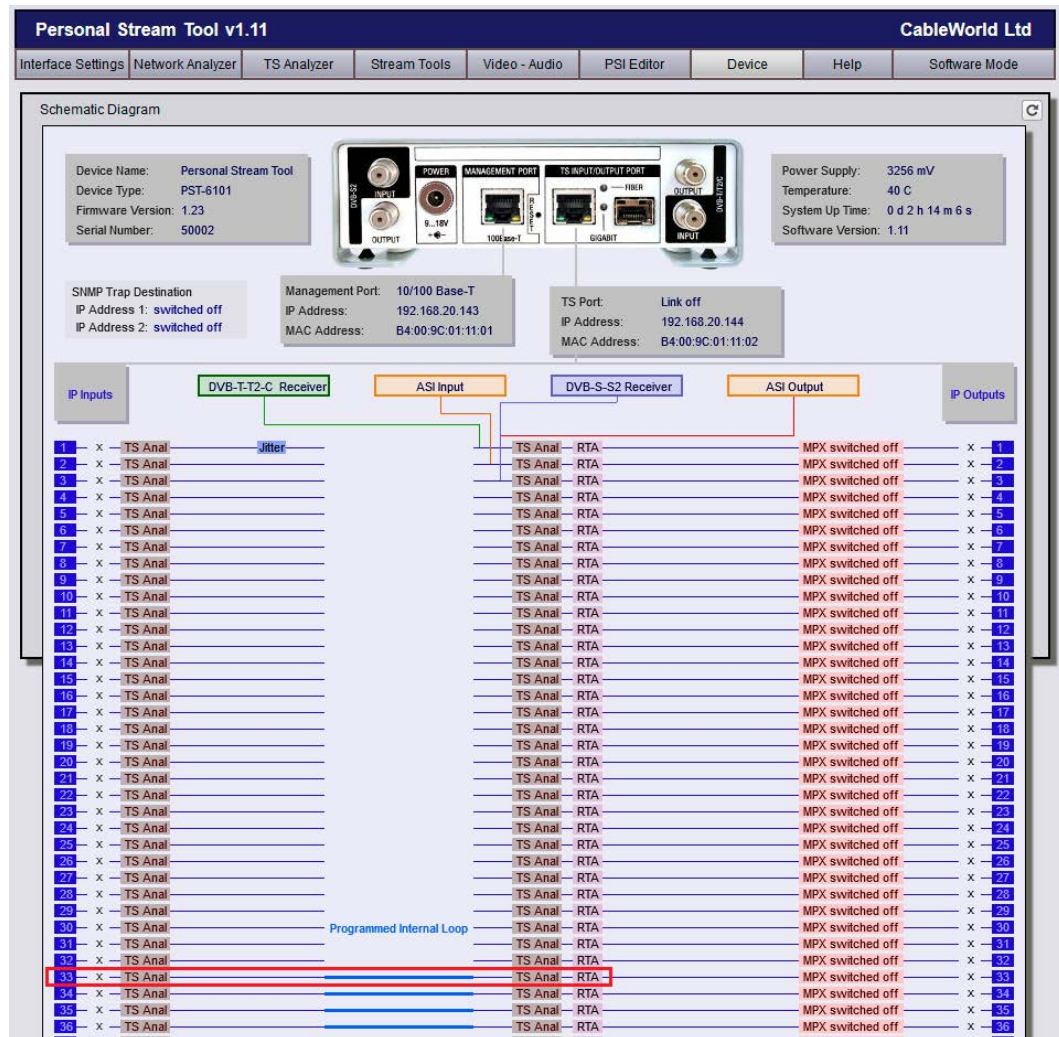 Personal Stream Tool v1.11 CableWorld Ltd
Interface Settings Network Analyzer TS Analyzer Stream Tools Video - Audio PSI Editor Device Help Software Mode
Schematic Diagram
Device Name: Personal Stream Tool
Device Type: PST-6101
Firmware Version: 1.23
Serial Number: 50002
DVB-S2
INPUT
OUTPUT
POWER
9...18V
MANAGEMENT PORT
RESET
100Base-T
TS INPUT/OUTPUT PORT
FIBER
GIGABIT
OUTPUT
INPUT
DVB-T/T2/C
Power Supply: 3256 mV
Temperature: 40 C
System Up Time: 0 d 2 h 14 m 6 s
Software Version: 1.11
SNMP Trap Destination
IP Address 1: switched off
IP Address 2: switched off
Management Port: 10/100 Base-T
IP Address: 192.168.20.143
MAC Address: B4:00:9C:01:11:01
TS Port: Link off
IP Address: 192.168.20.144
MAC Address: B4:00:9C:01:11:02
IP Inputs DVB-T-T2-C Receiver ASI Input DVB-S-S2 Receiver ASI Output IP Outputs
1 x TS Anal Jitter TS Anal RTA MPX switched off x 1
2 x TS Anal TS Anal RTA MPX switched off x 2
3 x TS Anal TS Anal RTA MPX switched off x 3
4 x TS Anal TS Anal RTA MPX switched off x 4
5 x TS Anal TS Anal RTA MPX switched off x 5
6 x TS Anal TS Anal RTA MPX switched off x 6
7 x TS Anal TS Anal RTA MPX switched off x 7
8 x TS Anal TS Anal RTA MPX switched off x 8
9 x TS Anal TS Anal RTA MPX switched off x 9
10 x TS Anal TS Anal RTA MPX switched off x 10
11 x TS Anal TS Anal RTA MPX switched off x 11
12 x TS Anal TS Anal RTA MPX switched off x 12
13 x TS Anal TS Anal RTA MPX switched off x 13
14 x TS Anal TS Anal RTA MPX switched off x 14
15 x TS Anal TS Anal RTA MPX switched off x 15
16 x TS Anal TS Anal RTA MPX switched off x 16
17 x TS Anal TS Anal RTA MPX switched off x 17
18 x TS Anal TS Anal RTA MPX switched off x 18
19 x TS Anal TS Anal RTA MPX switched off x 19
20 x TS Anal TS Anal RTA MPX switched off x 20
21 x TS Anal TS Anal RTA MPX switched off x 21
22 x TS Anal TS Anal RTA MPX switched off x 22
23 x TS Anal TS Anal RTA MPX switched off x 23
24 x TS Anal TS Anal RTA MPX switched off x 24
25 x TS Anal TS Anal RTA MPX switched off x 25
26 x TS Anal TS Anal RTA MPX switched off x 26
27 x TS Anal TS Anal RTA MPX switched off x 27
28 x TS Anal TS Anal RTA MPX switched off x 28
29 x TS Anal TS Anal RTA MPX switched off x 29
30 x TS Anal Programmed Internal Loop TS Anal RTA MPX switched off x 30
31 x TS Anal TS Anal RTA MPX switched off x 31
32 x TS Anal TS Anal RTA MPX switched off x 32
33 x TS Anal TS Anal RTA MPX switched off x 33
34 x TS Anal TS Anal RTA MPX switched off x 34
35 x TS Anal TS Anal RTA MPX switched off x 35
36 x TS Anal TS Anal RTA MPX switched off x 36